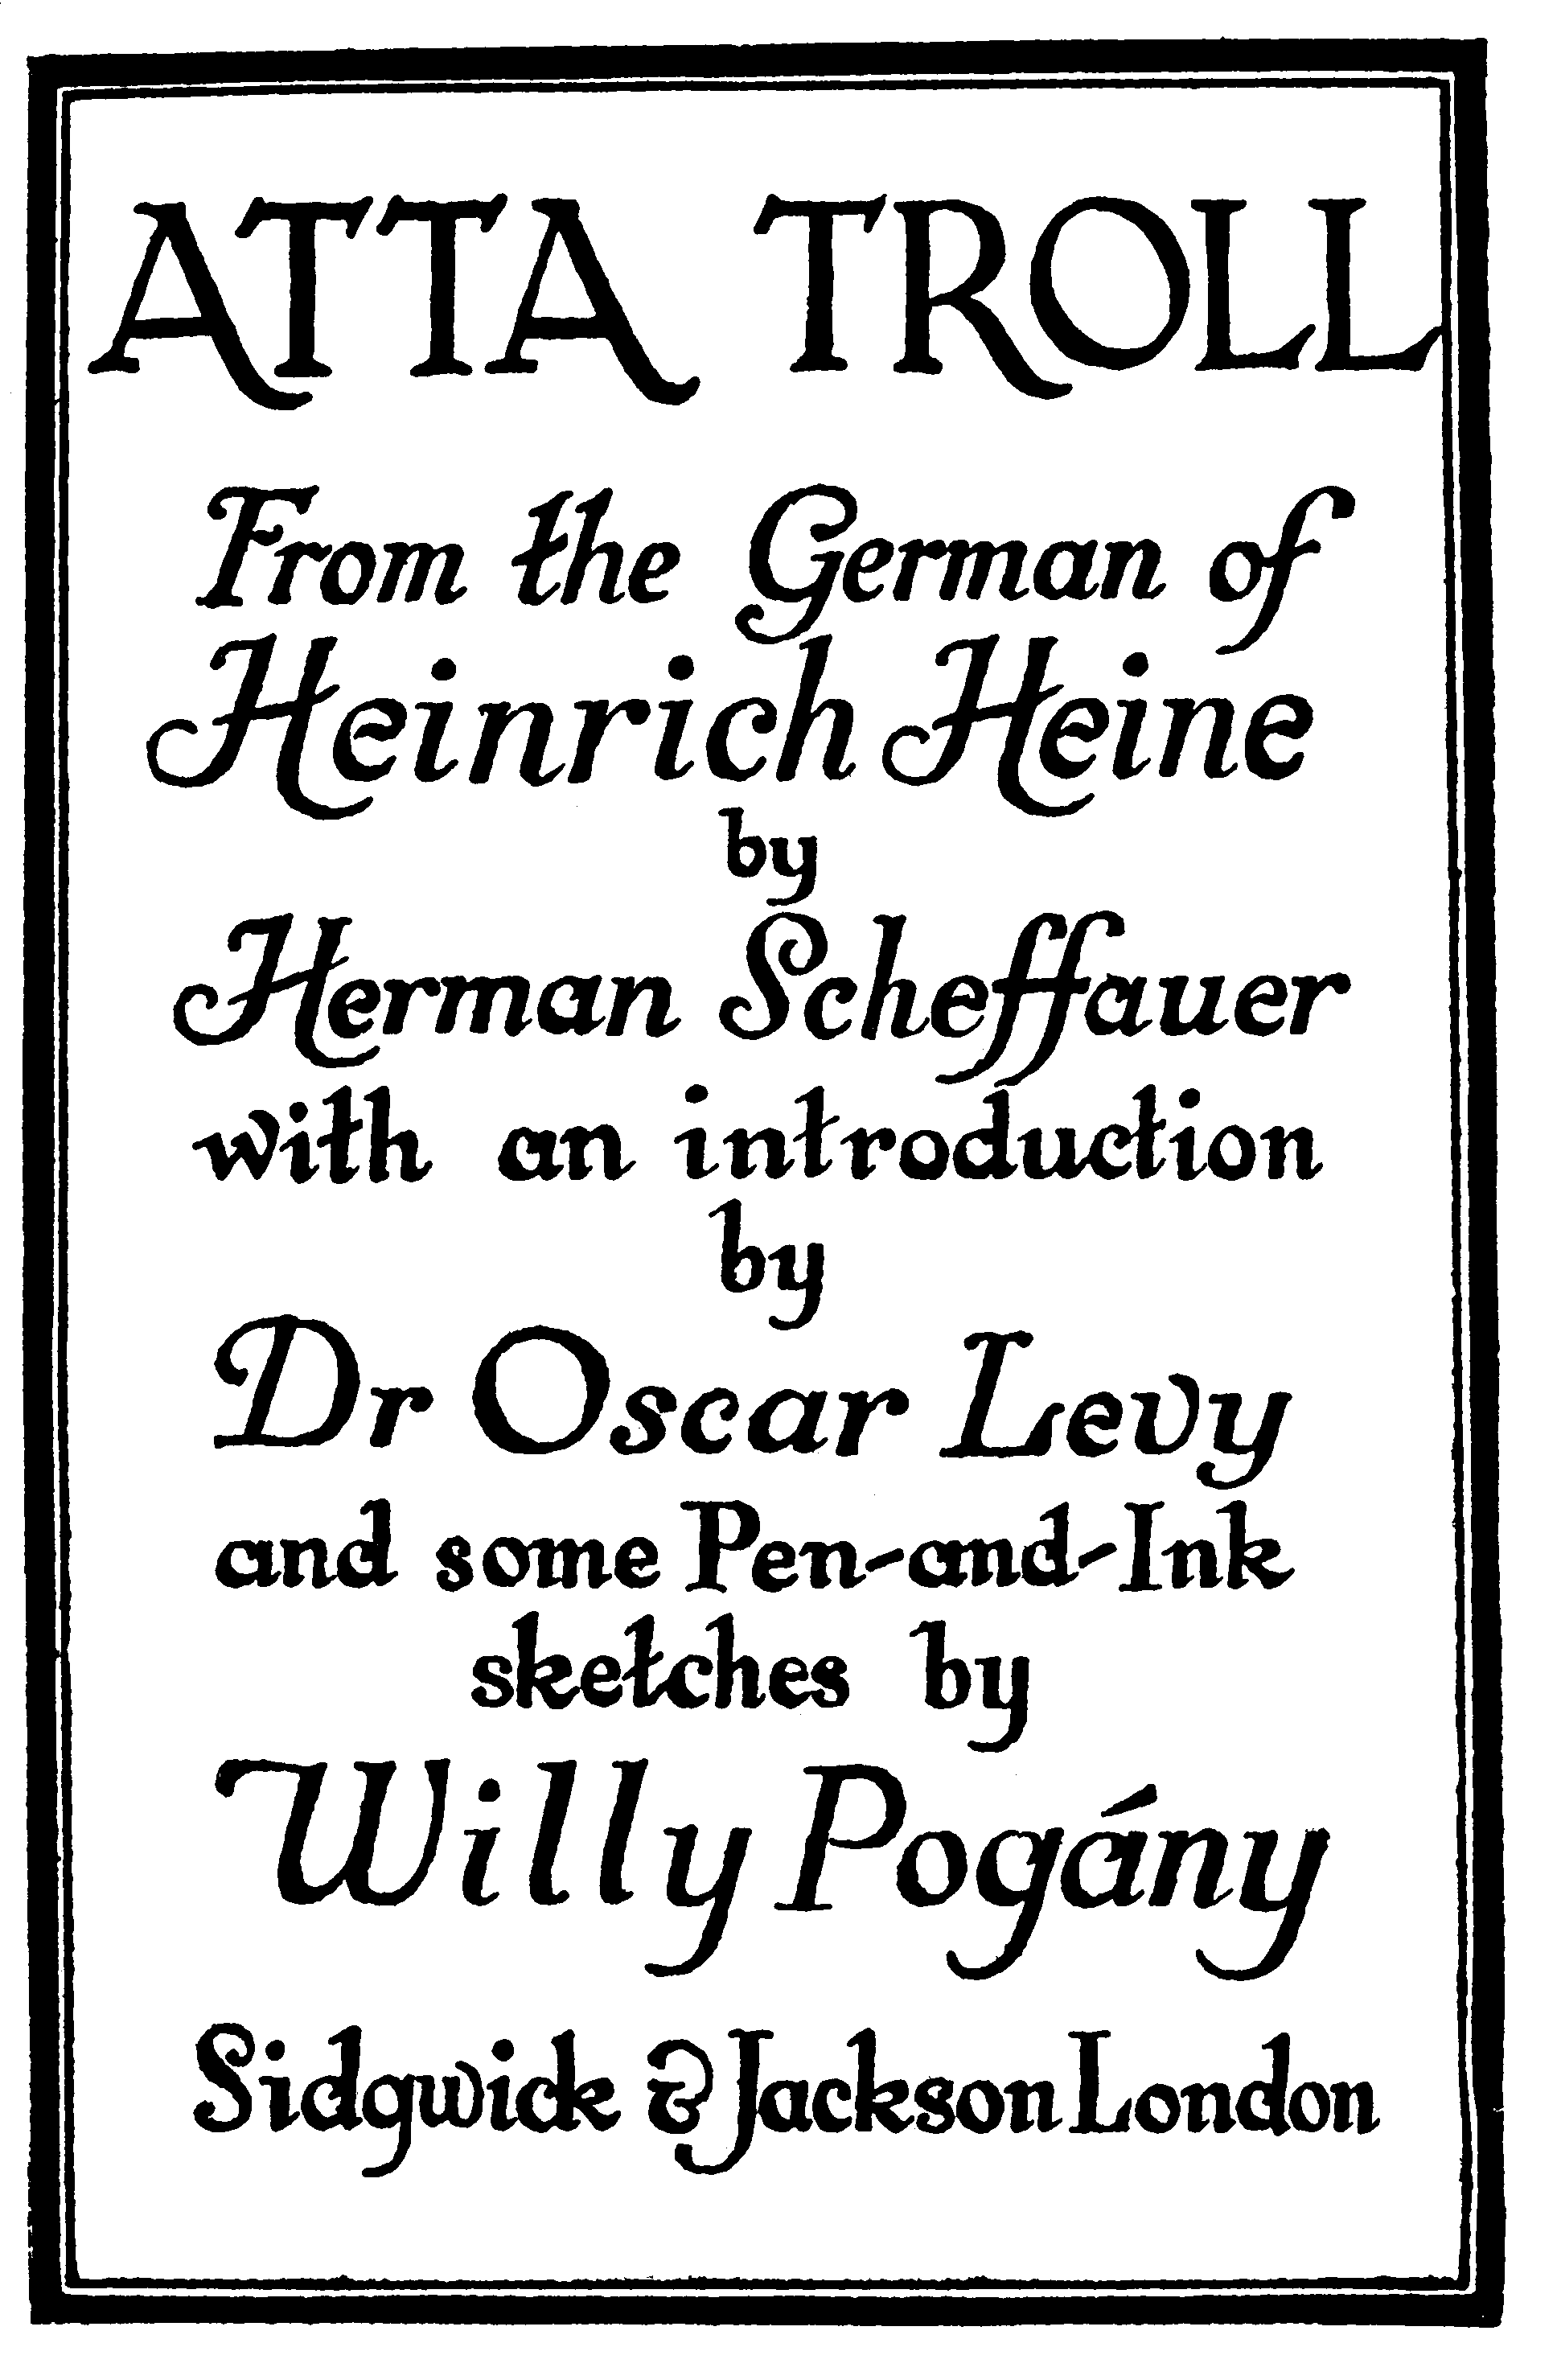 ATTA TROLL
From the German of
Heinrich Heine
by
Herman Scheffauer
with an introduction
by
Dr Oscar Levy
and some Pen-and-Ink
sketches by
Willy Pogány
Sidgwick & Jackson London